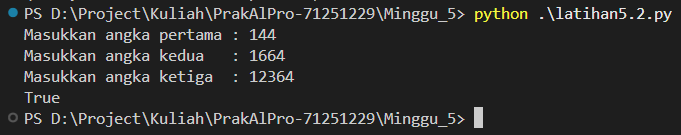 PS D:\Project\Kuliah\PrakAlPro-71251229\Minggu_5> python .\latihan5.2.py
Masukkan angka pertama : 144
Masukkan angka kedua   : 1664
Masukkan angka ketiga  : 12364
True
PS D:\Project\Kuliah\PrakAlPro-71251229\Minggu_5>